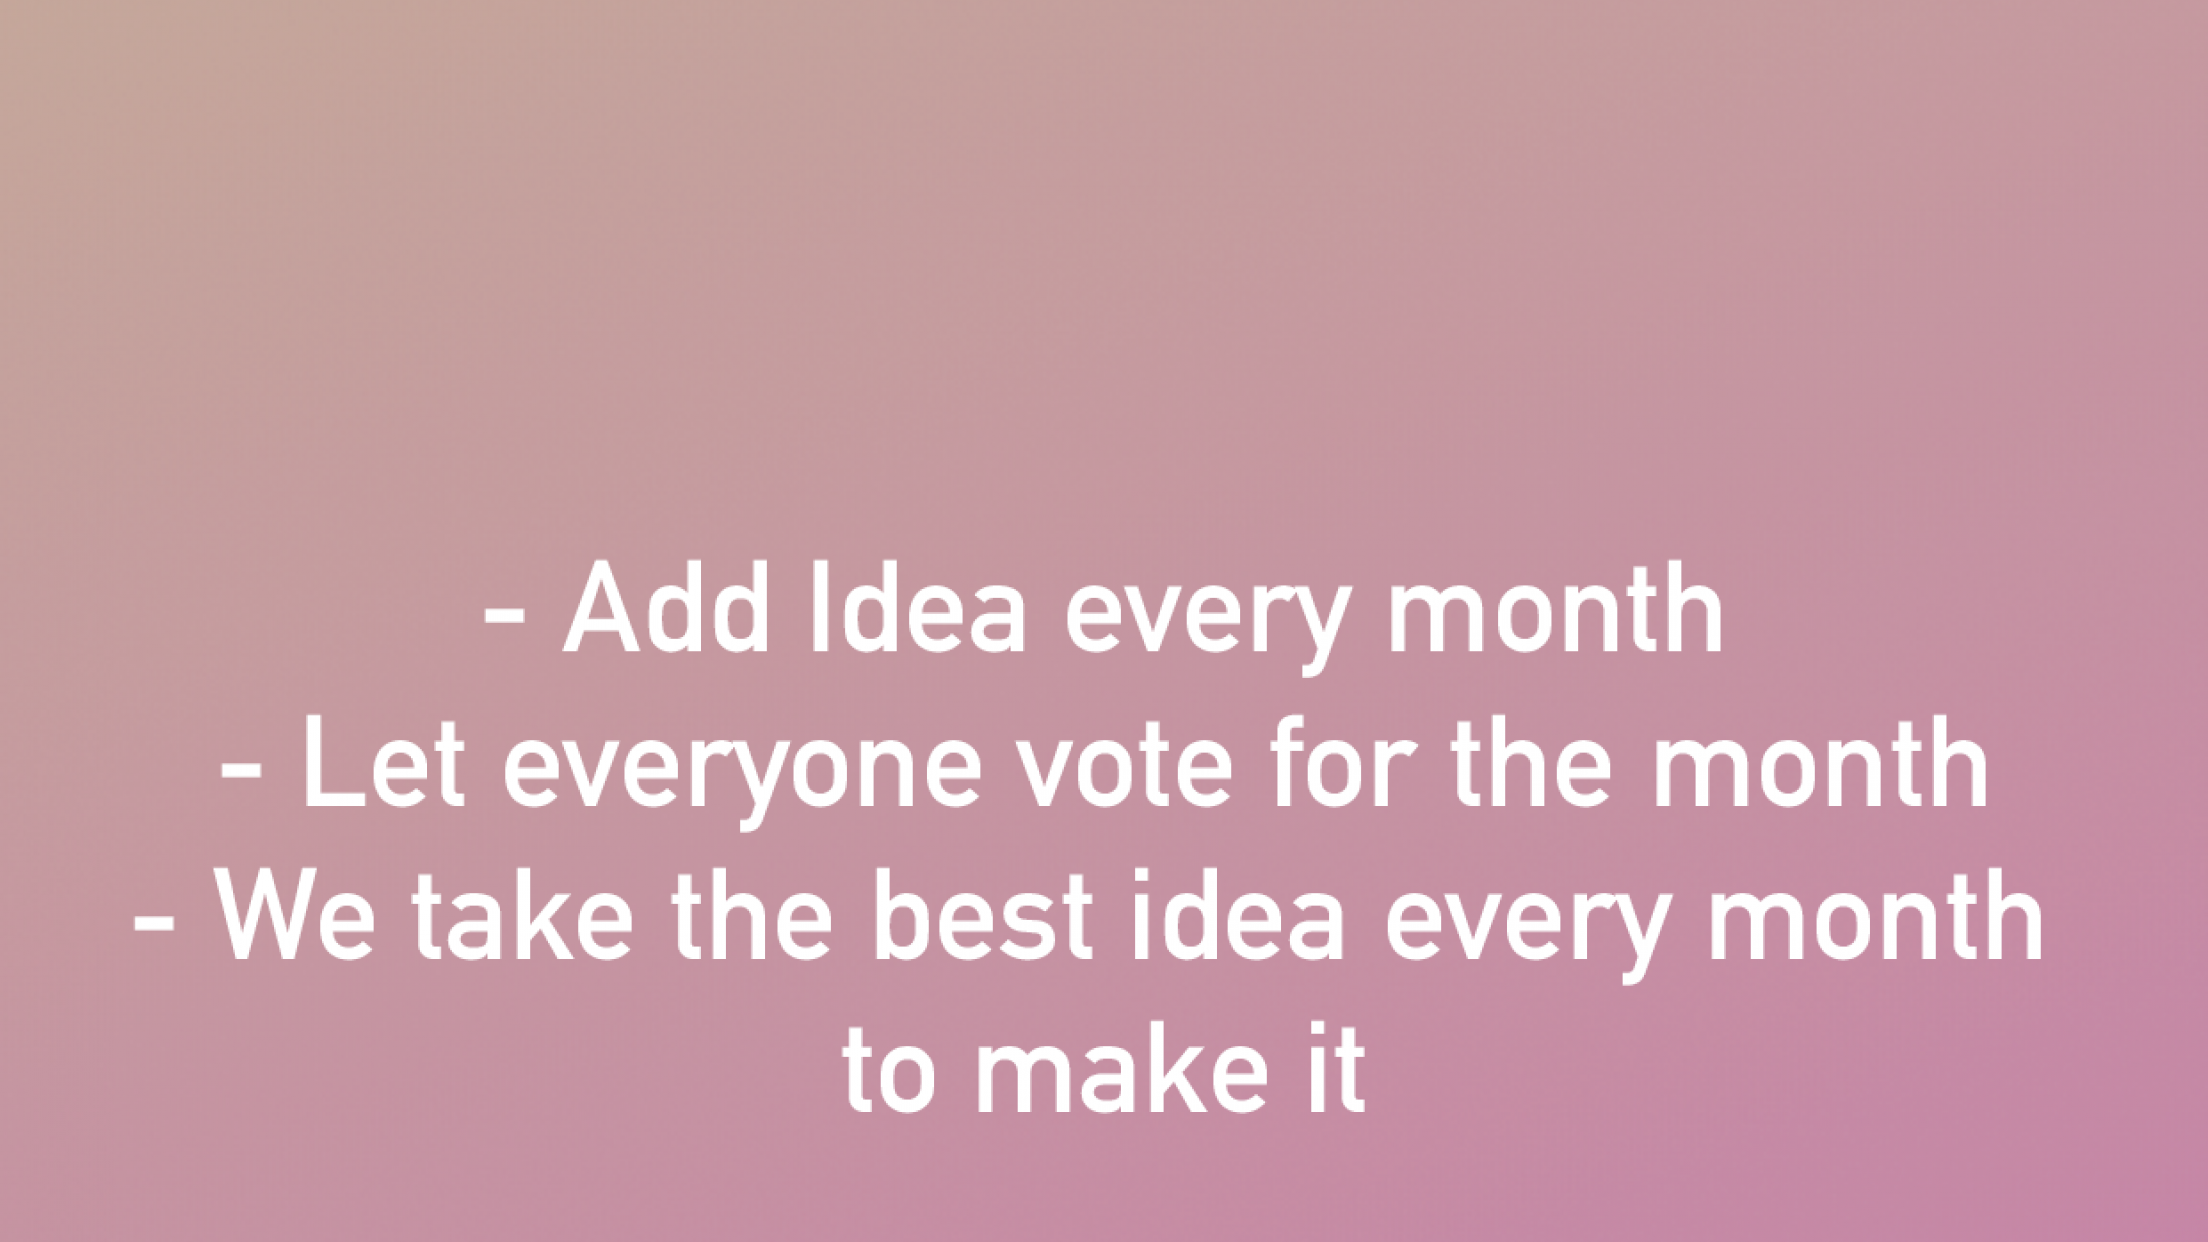 - Add Idea every month
- Let everyone vote for the month
- We take the best idea every month
to make it